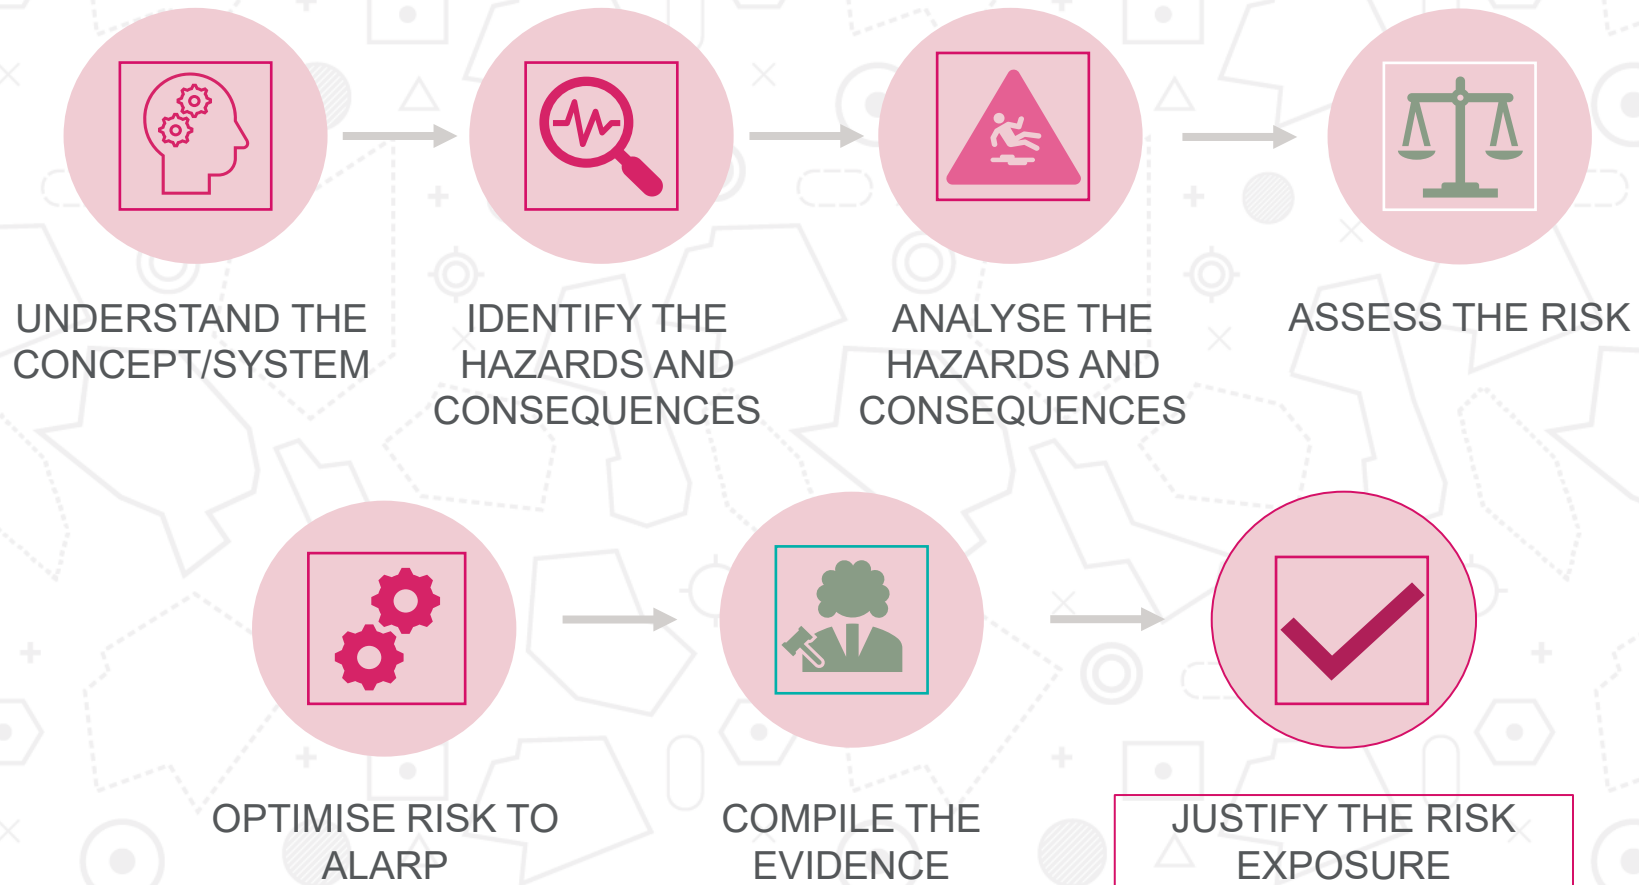 UNDERSTAND THE
CONCEPT/SYSTEM
IDENTIFY THE
HAZARDS AND
CONSEQUENCES
ANALYSE THE
HAZARDS AND
CONSEQUENCES
ASSESS THE RISK
OPTIMISE RISK TO
ALARP
COMPILE THE
EVIDENCE
JUSTIFY THE RISK
EXPOSURE